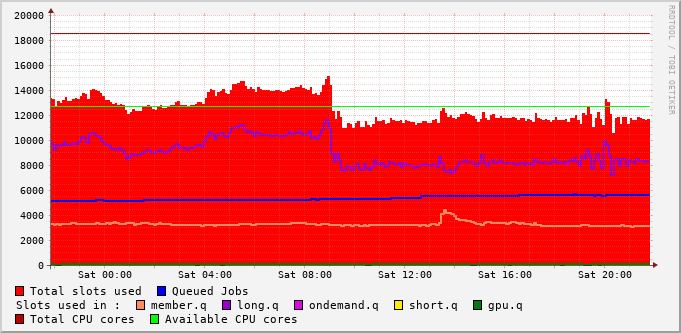 RRDTOOL / TOBI OETIKER
20000
18000
16000
14000
12000
10000
8000
6000
4000
2000
0
Sat 00:00 Sat 04:00 Sat 08:00 Sat 12:00 Sat 16:00 Sat 20:00
Total slots used Queued Jobs
Slots used in : member.q long.q ondemand.q short.q gpu.q
Total CPU cores Available CPU cores